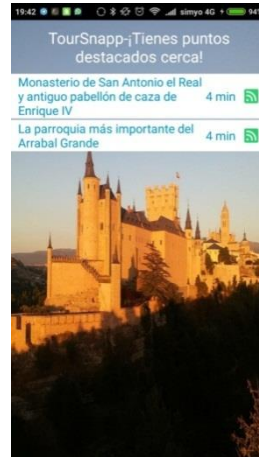 19:42 simyo 4G 94%
TourSnapp-¡Tienes puntos
destacados cerca!
Monasterio de San Antonio el Real
y antiguo pabellón de caza de 4 min
Enrique IV
La parroquia más importante del 4 min
Arrabal Grande